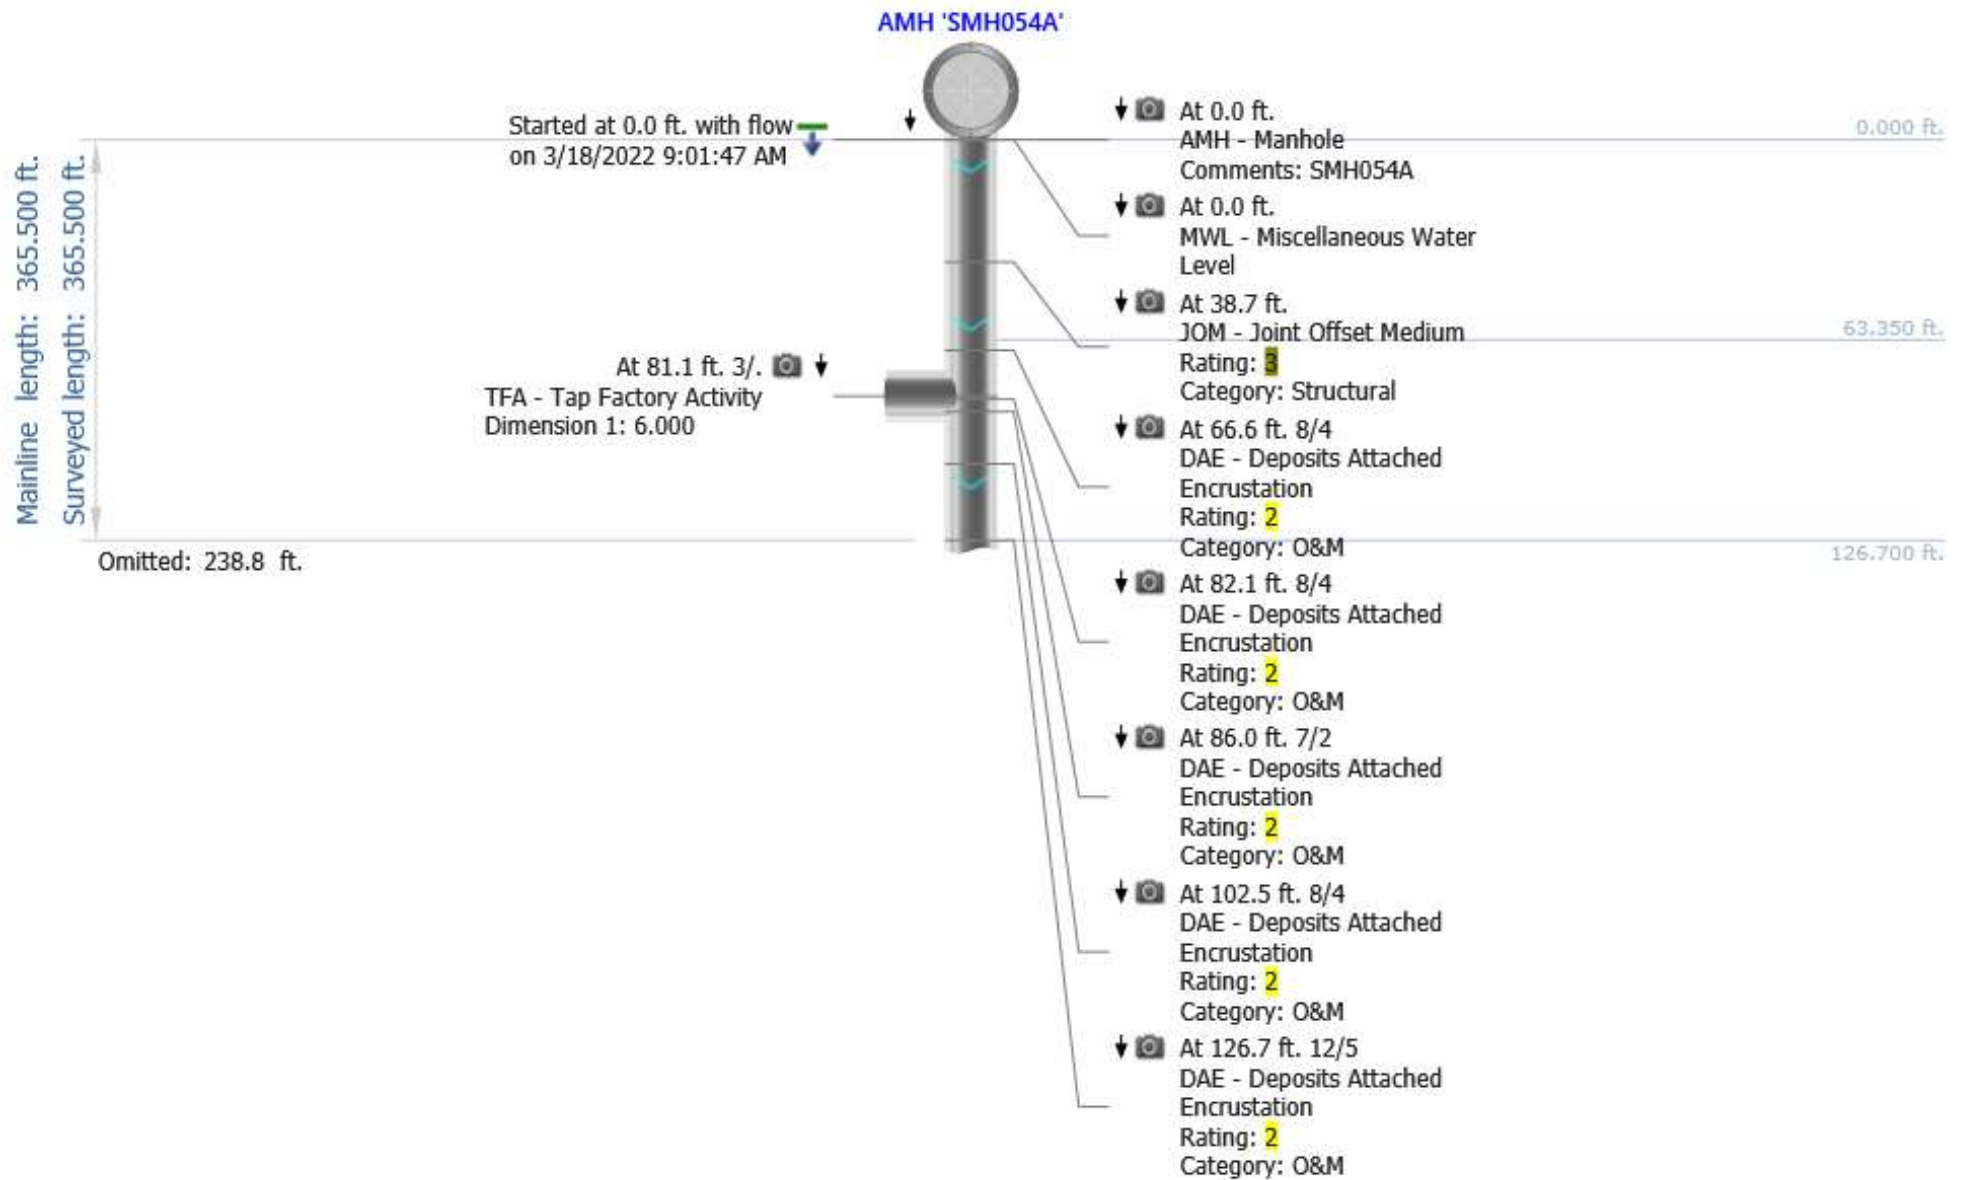 AMH 'SMH054A'
Started at 0.0 ft. with flow
on 3/18/2022 9:01:47 AM
Mainline length: 365.500 ft.
Surveyed length: 365.500 ft.
At 81.1 ft. 3/.
TFA - Tap Factory Activity
Dimension 1: 6.000
Omitted: 238.8 ft.
At 0.0 ft.
AMH - Manhole
Comments: SMH054A
At 0.0 ft.
MWL - Miscellaneous Water
Level
At 38.7 ft.
JOM - Joint Offset Medium
Rating: 3
Category: Structural
At 66.6 ft. 8/4
DAE - Deposits Attached
Encrustation
Rating: 2
Category: O&M
At 82.1 ft. 8/4
DAE - Deposits Attached
Encrustation
Rating: 2
Category: O&M
At 86.0 ft. 7/2
DAE - Deposits Attached
Encrustation
Rating: 2
Category: O&M
At 102.5 ft. 8/4
DAE - Deposits Attached
Encrustation
Rating: 2
Category: O&M
At 126.7 ft. 12/5
DAE - Deposits Attached
Encrustation
Rating: 2
Category: O&M
0.000 ft.
63.350 ft.
126.700 ft.